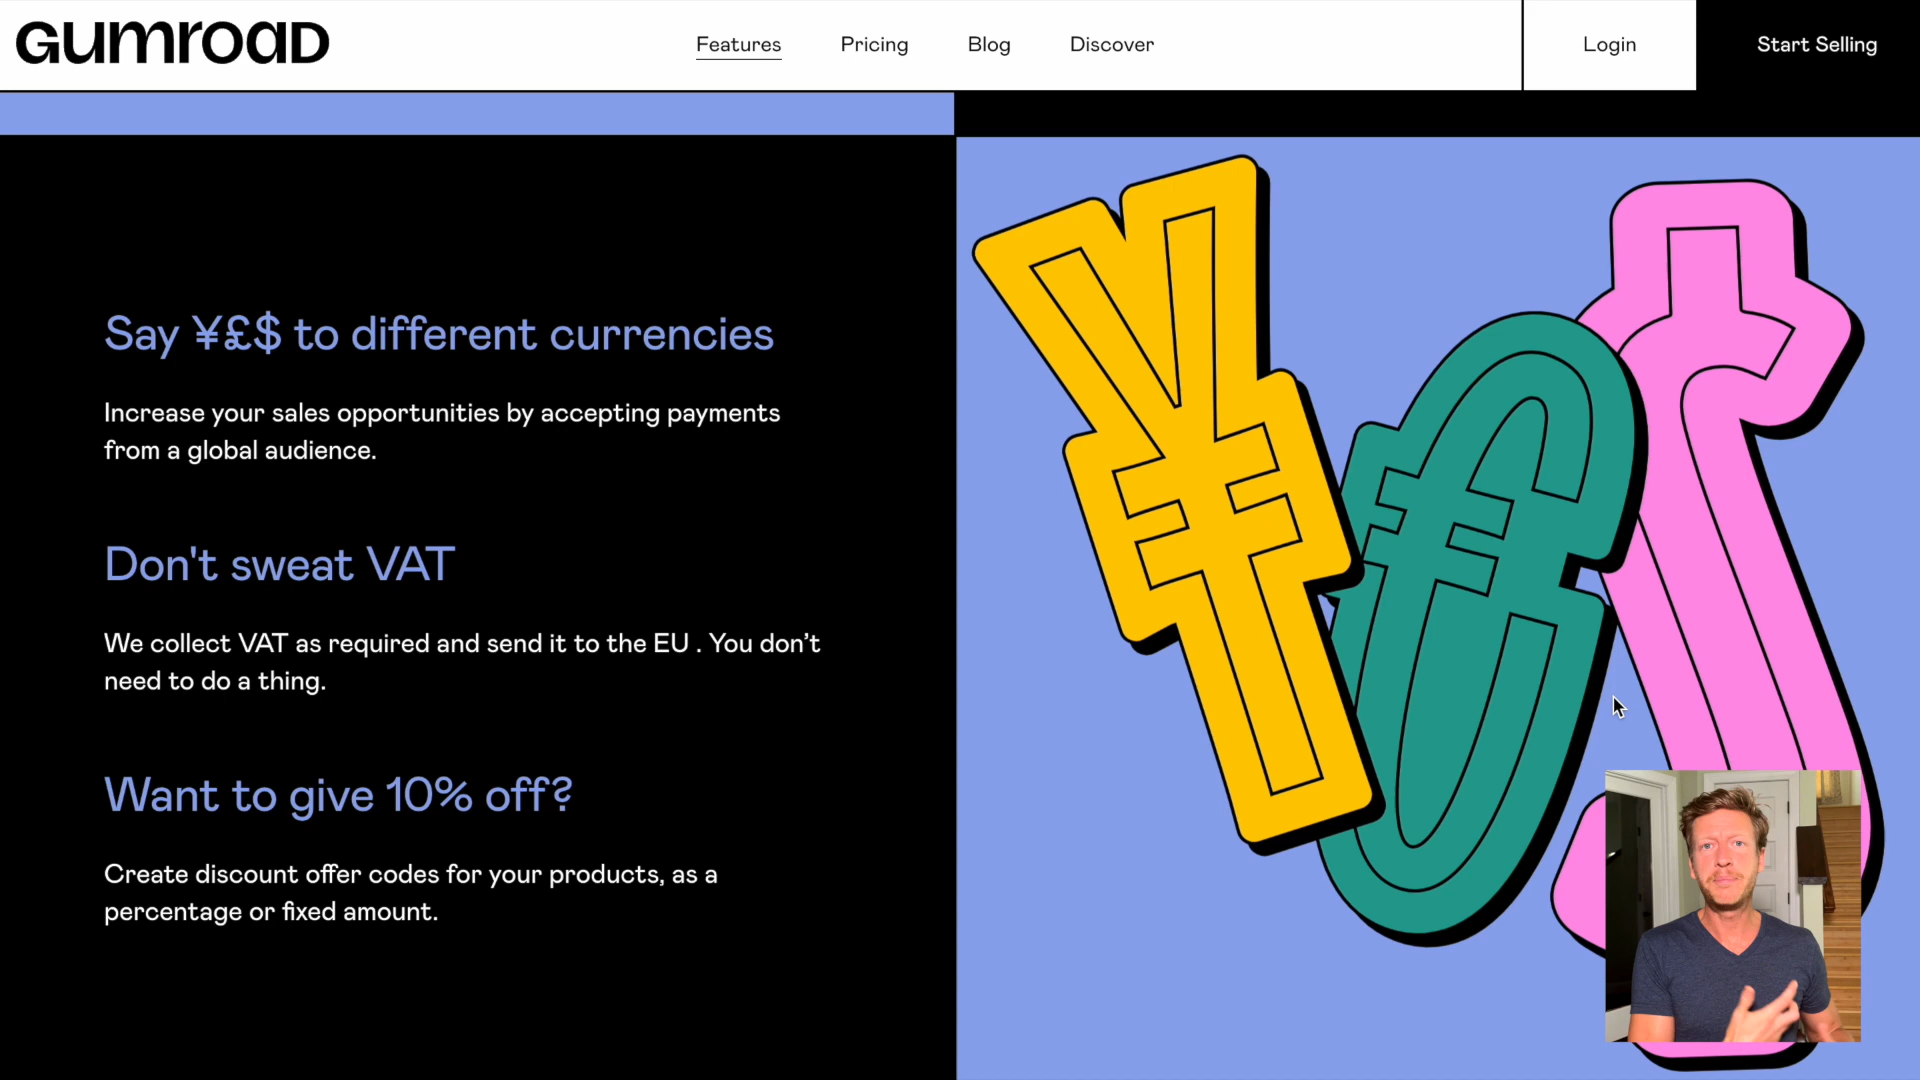 GUMROAD
Features
Pricing
Blog
Discover
Login
Start Selling
Say ¥£$ to different currencies
Increase your sales opportunities by accepting payments
from a global audience.
Don't sweat VAT
We collect VAT as required and send it to the EU . You don’t
need to do a thing.
Want to give 10% off?
Create discount offer codes for your products, as a
percentage or fixed amount.
¥
€
$